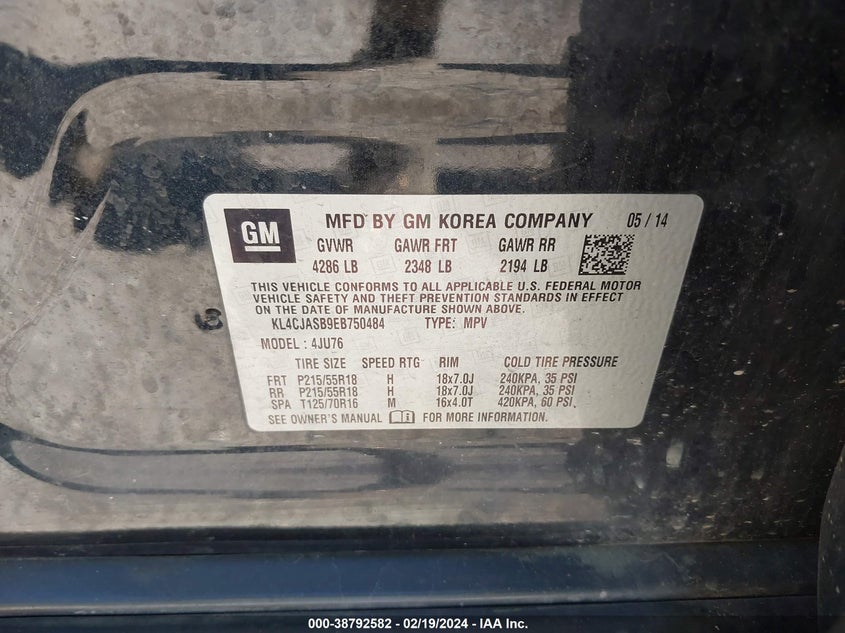 GM MFD BY GM KOREA COMPANY 05 / 14
GVWR GAWR FRT GAWR RR
4286 LB 2348 LB 2194 LB
THIS VEHICLE CONFORMS TO ALL APPLICABLE U.S. FEDERAL MOTOR
VEHICLE SAFETY AND THEFT PREVENTION STANDARDS IN EFFECT
ON THE DATE OF MANUFACTURE SHOWN ABOVE.
KL4CJASB9EB750484 TYPE: MPV
MODEL : 4JU76
TIRE SIZE SPEED RTG RIM COLD TIRE PRESSURE
FRT P215/55R18 H 18x7.0J 240KPA, 35 PSI
RR P215/55R18 H 18x7.0J 240KPA, 35 PSI
SPA T125/70R16 M 16x4.0T 420KPA, 60 PSI
SEE OWNER'S MANUAL FOR MORE INFORMATION.
000-38792582 - 02/19/2024 - IAA Inc.